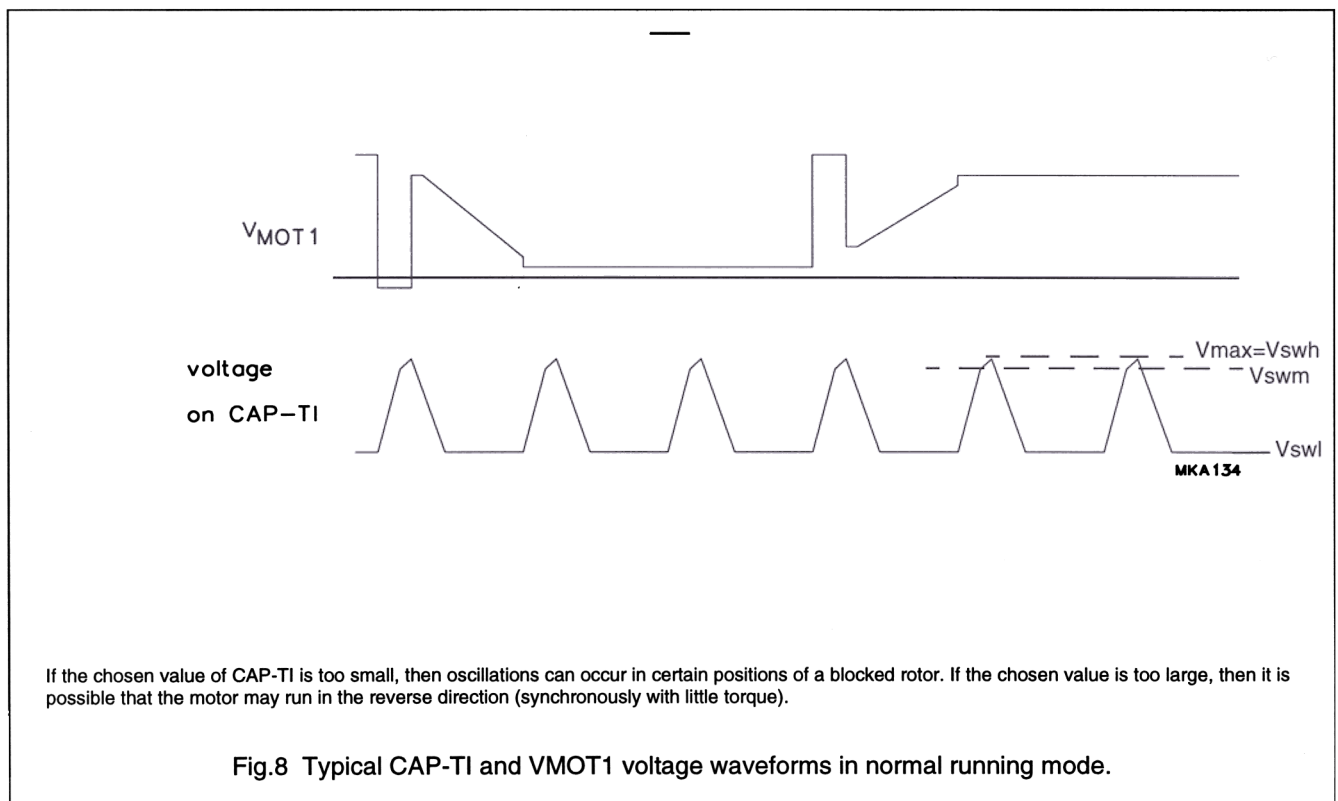 VMOT1
voltage
on CAP-TI
Vmax=Vswh
Vswm
Vswl
MKA134
If the chosen value of CAP-TI is too small, then oscillations can occur in certain positions of a blocked rotor. If the chosen value is too large, then it is
possible that the motor may run in the reverse direction (synchronously with little torque).
Fig.8 Typical CAP-TI and VMOT1 voltage waveforms in normal running mode.